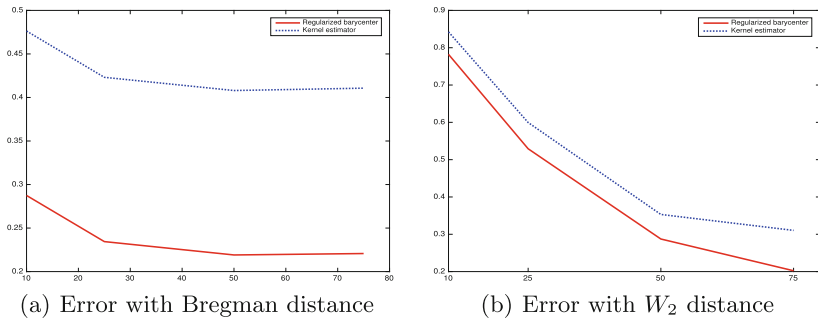 0.5
0.45
0.4
0.35
0.3
0.25
0.2
10 20 30 40 50 60 70 80
Regularized barycenter
Kernel estimator
(a) Error with Bregman distance
0.9
0.8
0.7
0.6
0.5
0.4
0.3
0.2
10 25 50 75
Regularized barycenter
Kernel estimator
(b) Error with W₂ distance